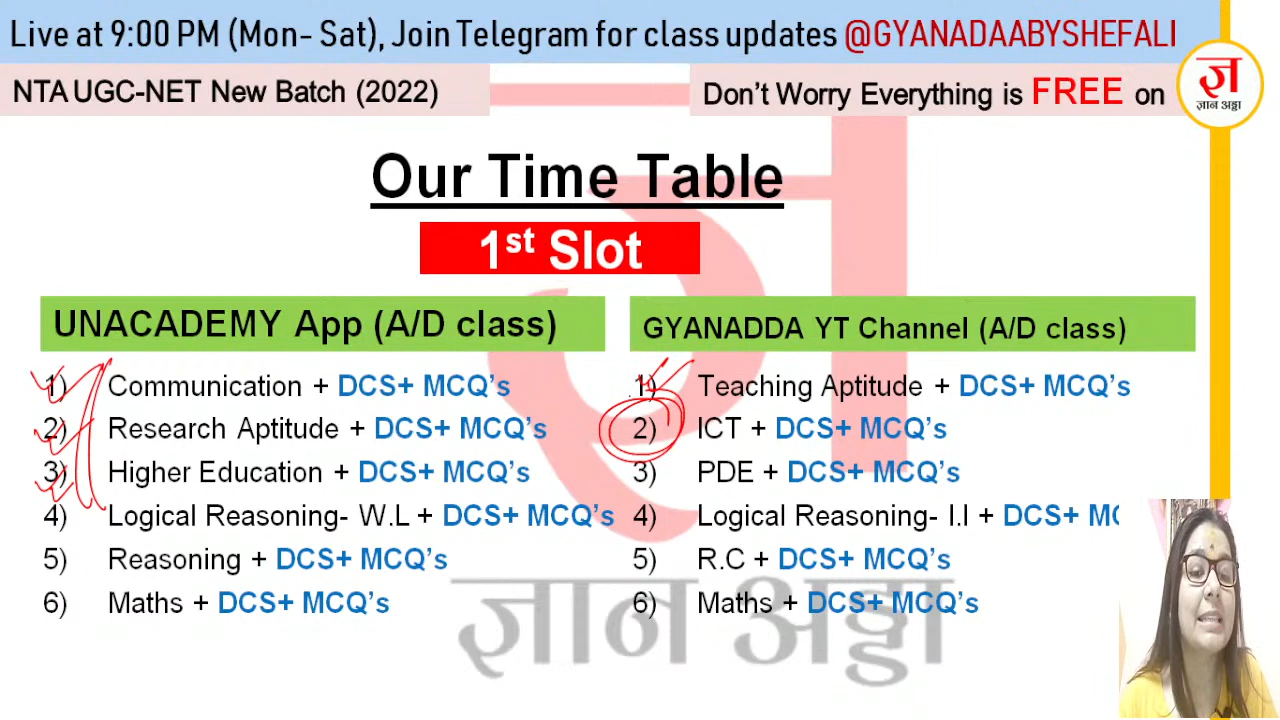 Live at 9:00 PM (Mon- Sat), Join Telegram for class updates @GYANADAABYSHEFALI
NTA UGC-NET New Batch (2022)
Don't Worry Everything is FREE on
ज्ञ
ज्ञान अड्डा
Our Time Table
1st Slot
UNACADEMY App (A/D class)
1) Communication + DCS+ MCQ's
2) Research Aptitude + DCS+ MCQ's
3) Higher Education + DCS+ MCQ's
4) Logical Reasoning- W.L + DCS+ MCQ's
5) Reasoning + DCS+ MCQ's
6) Maths + DCS+ MCQ's
GYANADDA YT Channel (A/D class)
1) Teaching Aptitude + DCS+ MCQ's
2) ICT + DCS+ MCQ's
3) PDE + DCS+ MCQ's
4) Logical Reasoning- I.I + DCS+
5) R.C + DCS+ MCQ's
6) Maths + DCS+ MCQ's
ज्ञान अड्डा